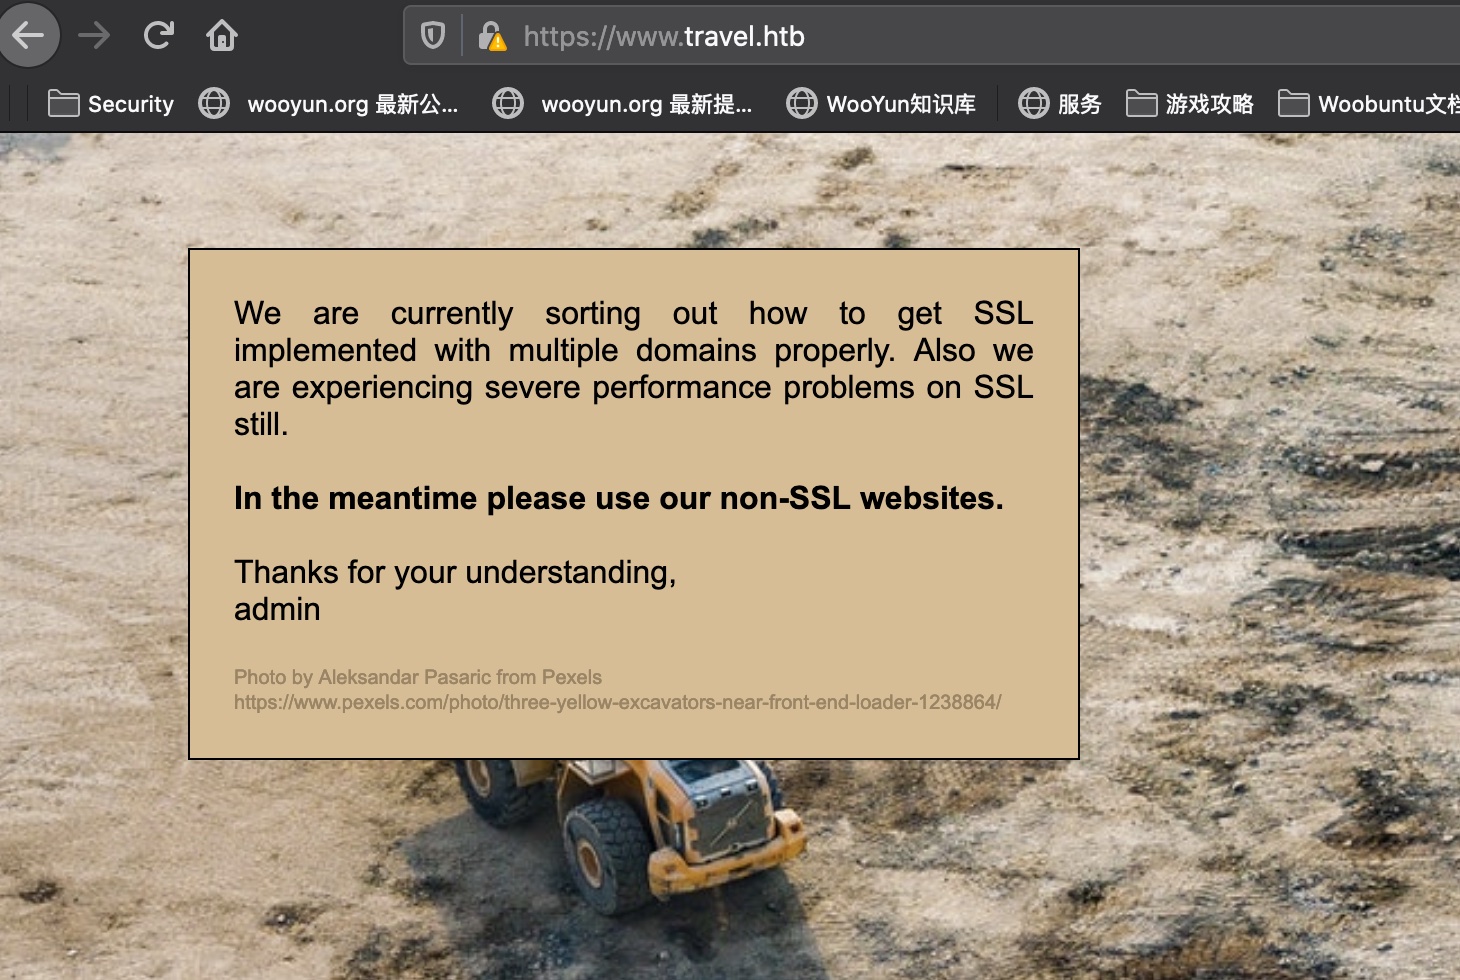 https://www.travel.htb
Security wooyun.org 最新公... wooyun.org 最新提... WooYun知识库 服务 游戏攻略 Woobuntu文档
We are currently sorting out how to get SSL
implemented with multiple domains properly. Also we
are experiencing severe performance problems on SSL
still.
In the meantime please use our non-SSL websites.
Thanks for your understanding,
admin
Photo by Aleksandar Pasaric from Pexels
https://www.pexels.com/photo/three-yellow-excavators-near-front-end-loader-1238864/